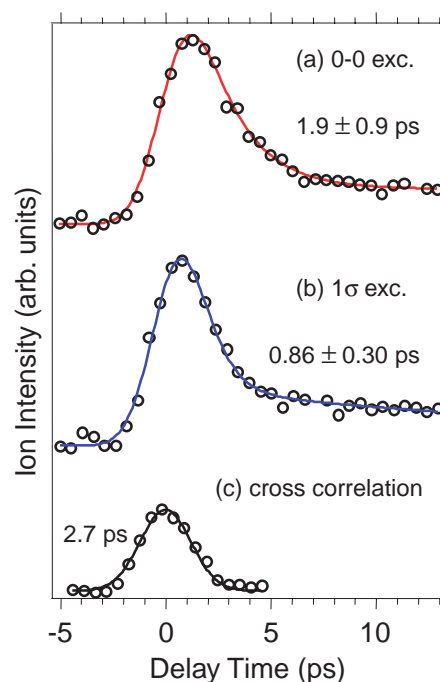 (a) 0-0 exc.
1.9 ± 0.9 ps
(b) 1σ exc.
0.86 ± 0.30 ps
(c) cross correlation
2.7 ps
Ion Intensity (arb. units)
-5 0 5 10
Delay Time (ps)